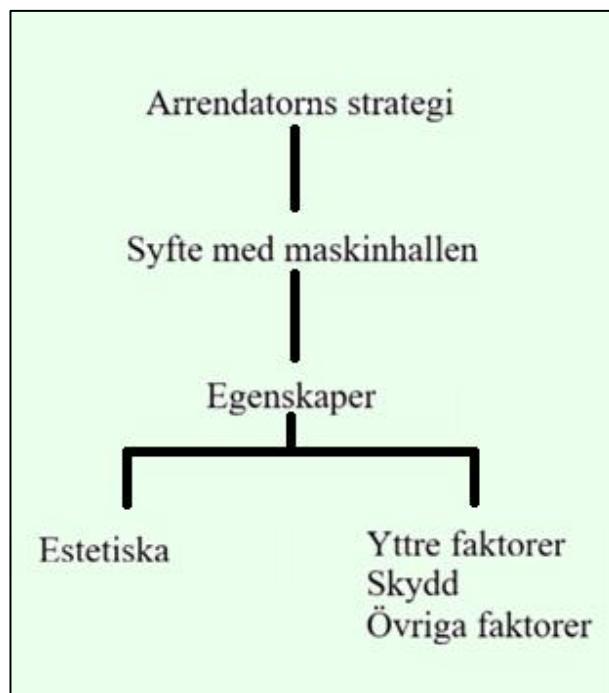 Arrendatorns strategi
Syfte med maskinhallen
Egenskaper
Estetiska
Yttre faktorer
Skydd
Övriga faktorer